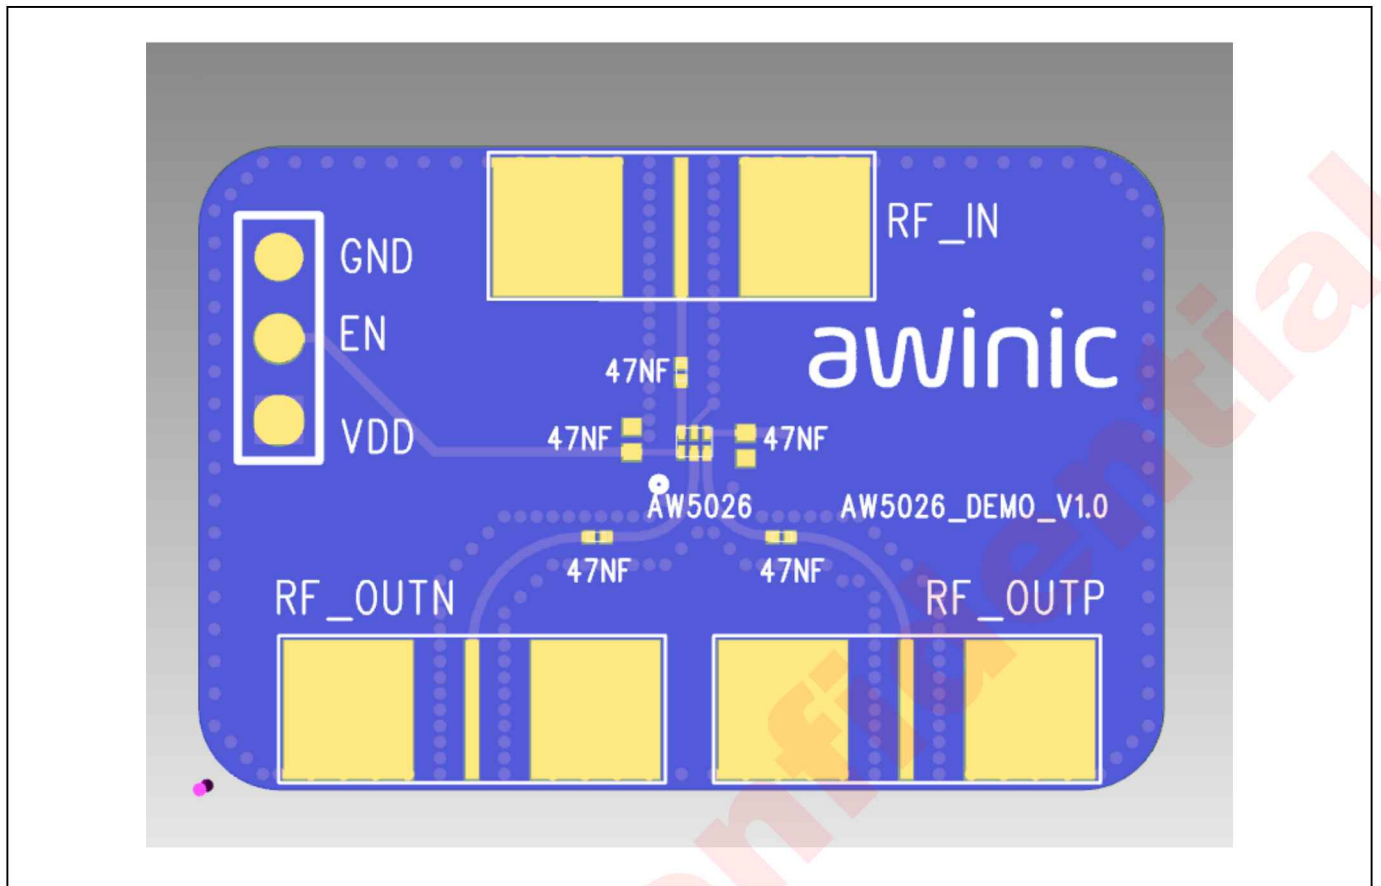 RF_IN
GND
EN
VDD
awinic
47NF
47NF
47NF
AW5026
AW5026_DEMO_V1.0
47NF
47NF
RF_OUTN
RF_OUTP